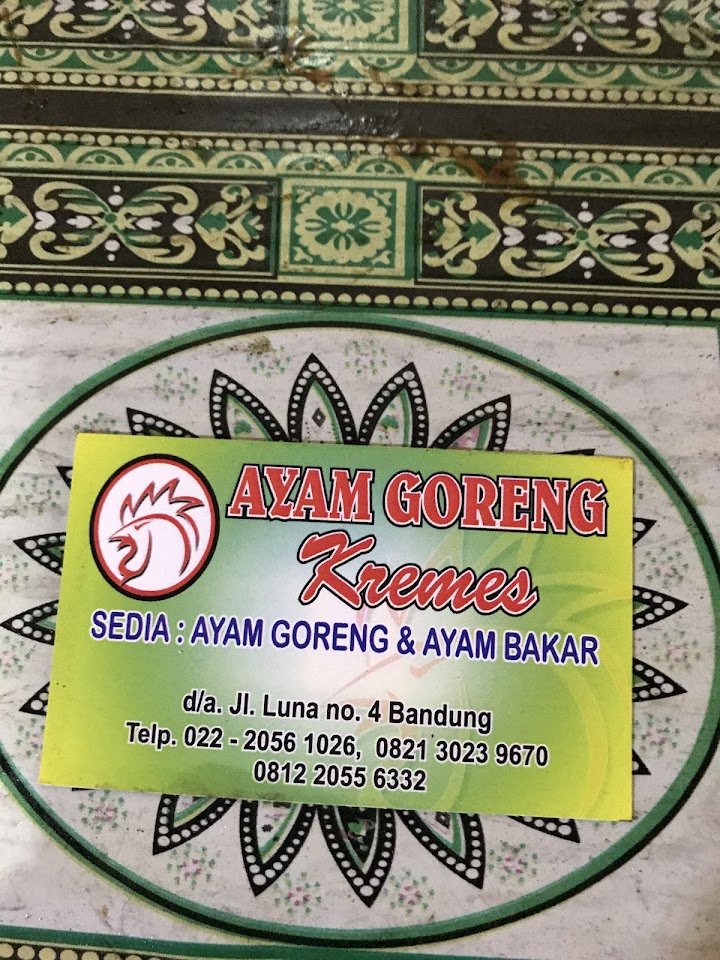 AYAM GORENG
Kremes
SEDIA : AYAM GORENG & AYAM BAKAR
d/a. Jl. Luna no. 4 Bandung
Telp. 022 - 2056 1026, 0821 3023 9670
0812 2055 6332